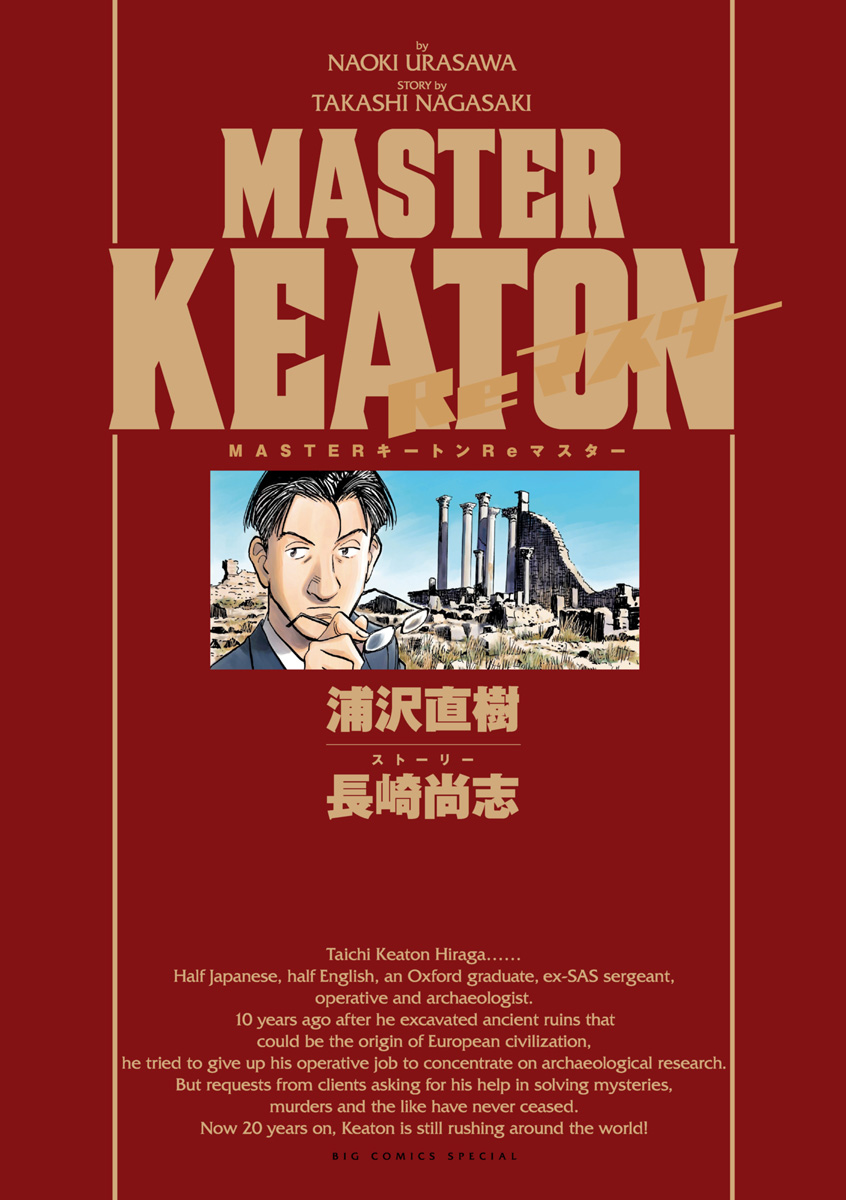 by
NAOKI URASAWA
STORY by
TAKASHI NAGASAKI
MASTER
KEATON
Reマスター
MASTERキートンReマスター
浦沢直樹
ストーリー
長崎尚志
Taichi Keaton Hiraga……
Half Japanese, half English, an Oxford graduate, ex-SAS sergeant,
operative and archaeologist.
10 years ago after he excavated ancient ruins that
could be the origin of European civilization,
he tried to give up his operative job to concentrate on archaeological research.
But requests from clients asking for his help in solving mysteries,
murders and the like have never ceased.
Now 20 years on, Keaton is still rushing around the world!
BIG COMICS SPECIAL